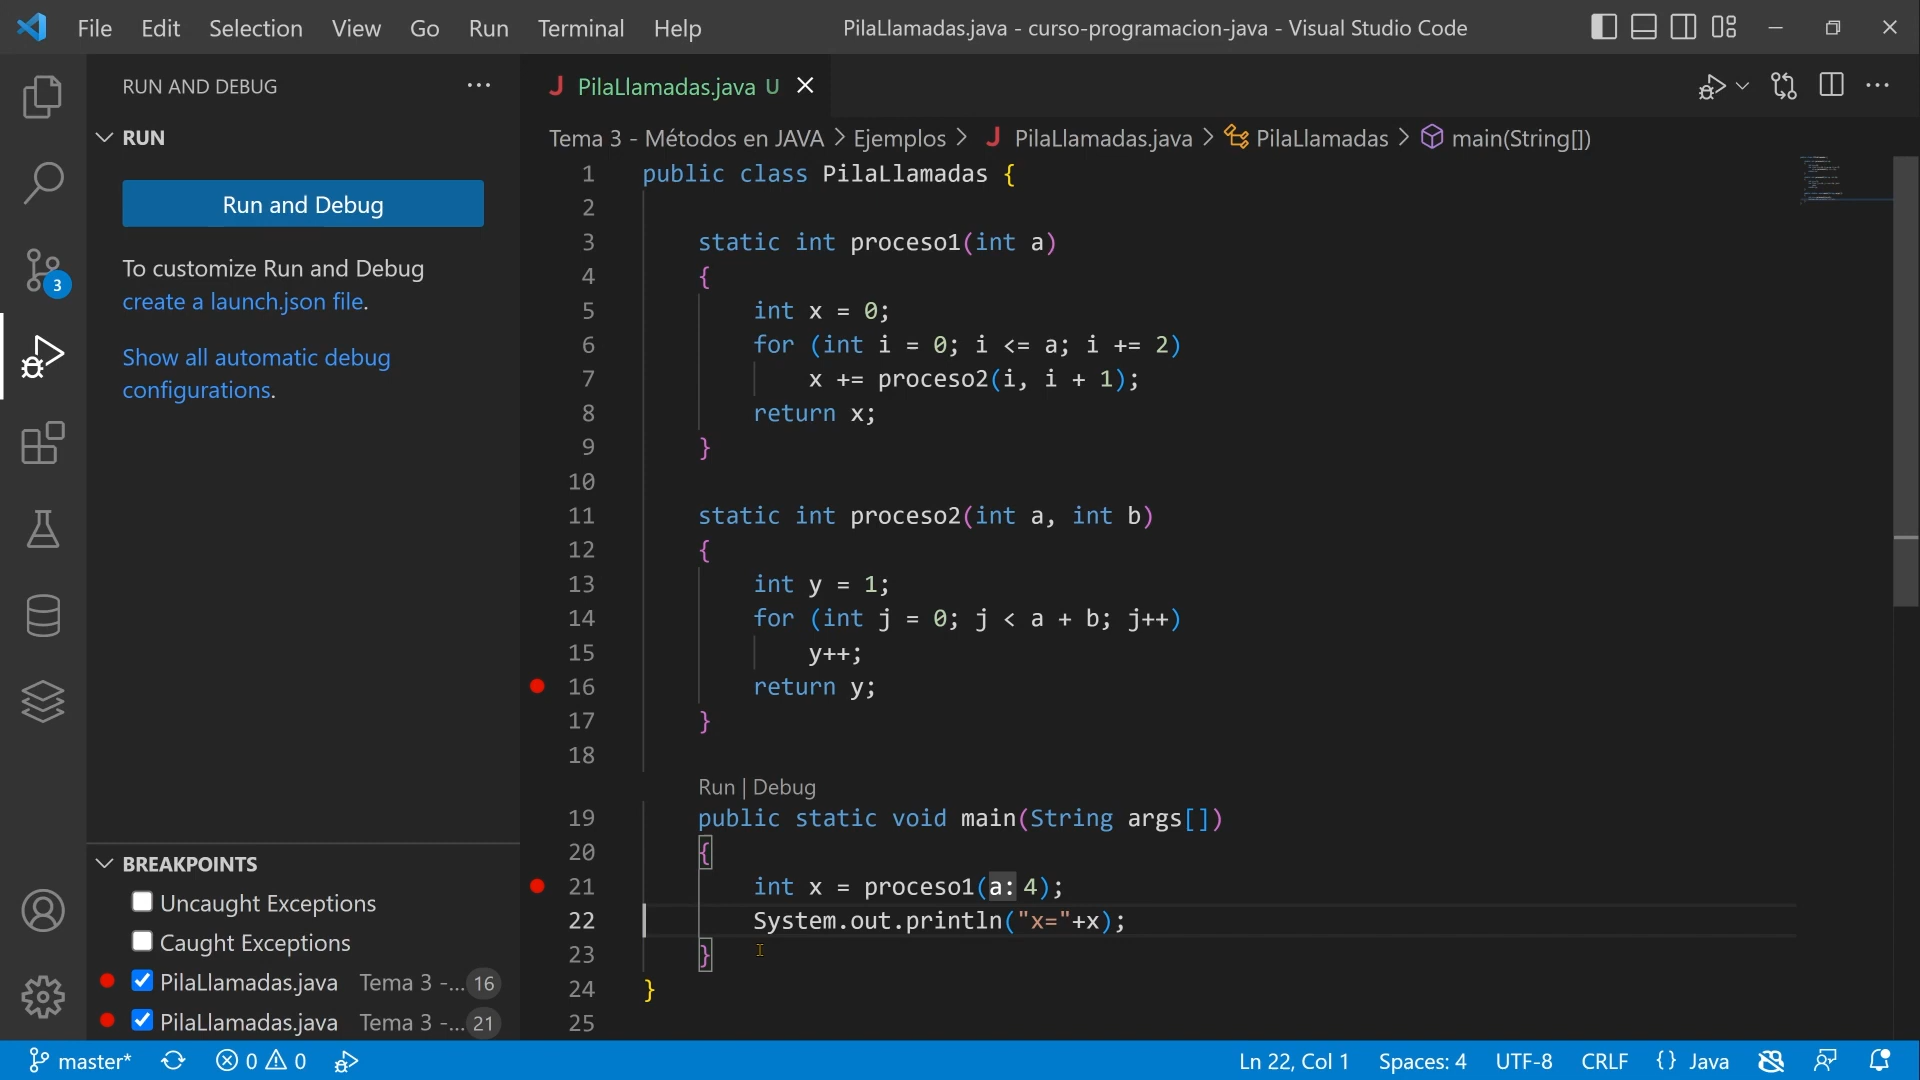 File Edit Selection View Go Run Terminal Help PilaLlamadas.java - curso-programacion-java - Visual Studio Code
RUN AND DEBUG
RUN
Run and Debug
To customize Run and Debug
create a launch.json file.
Show all automatic debug
configurations.
3
BREAKPOINTS
Uncaught Exceptions
Caught Exceptions
PilaLlamadas.java Tema 3 -... 16
PilaLlamadas.java Tema 3 -... 21
J PilaLlamadas.java U
Tema 3 - Métodos en JAVA > Ejemplos > J PilaLlamadas.java > PilaLlamadas > main(String[])
1 public class PilaLlamadas {
2
3 static int proceso1(int a)
4 {
5 int x = 0;
6 for (int i = 0; i <= a; i += 2)
7 x += proceso2(i, i + 1);
8 return x;
9 }
10
11 static int proceso2(int a, int b)
12 {
13 int y = 1;
14 for (int j = 0; j < a + b; j++)
15 y++;
16 return y;
17 }
18
Run | Debug
19 public static void main(String args[])
20 {
21 int x = proceso1(a: 4);
22 System.out.println("x="+x);
23 }
24 }
25
master* 0 0 Ln 22, Col 1 Spaces: 4 UTF-8 CRLF {} Java